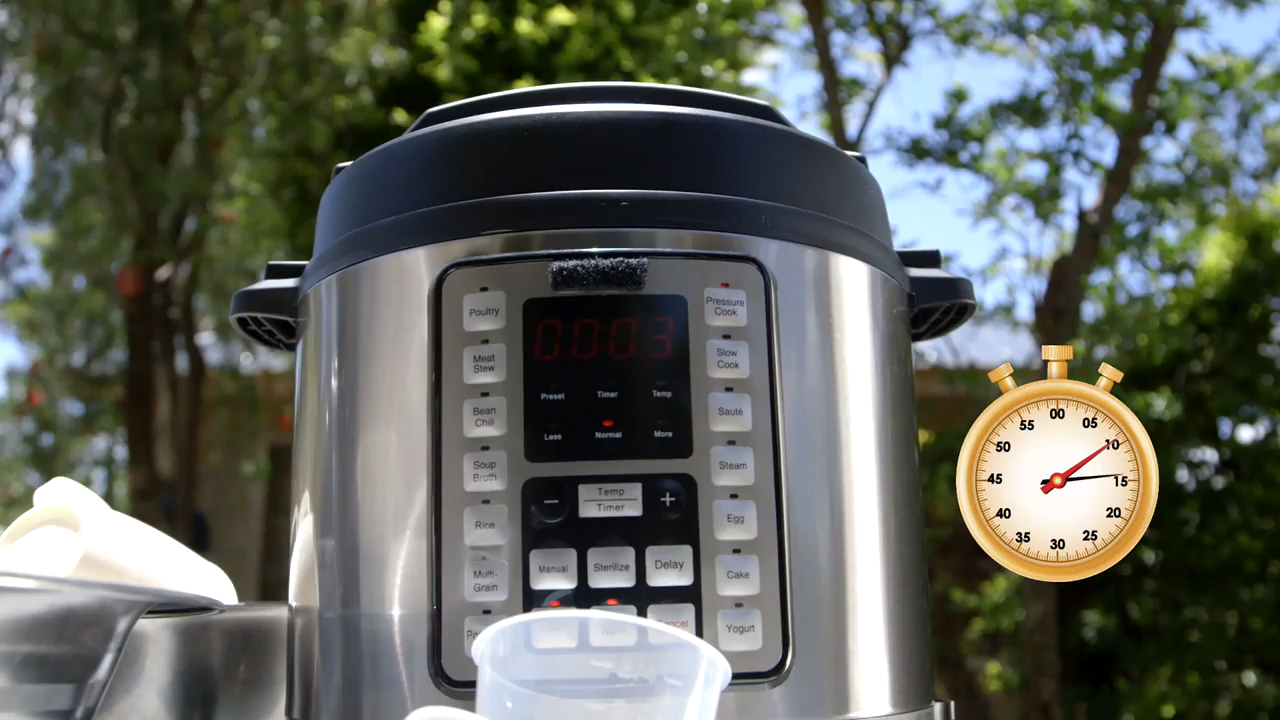 Poultry
Meat
Stew
Bean
Chili
Soup
Broth
Rice
Multi-
Grain
0003
Preset Timer Temp
Less Normal More
− Temp +
Timer
Manual Sterilize Delay
Pressure
Cook
Slow
Cook
Sauté
Steam
Egg
Cake
Yogurt
00
05
10
15
20
25
30
35
40
45
50
55